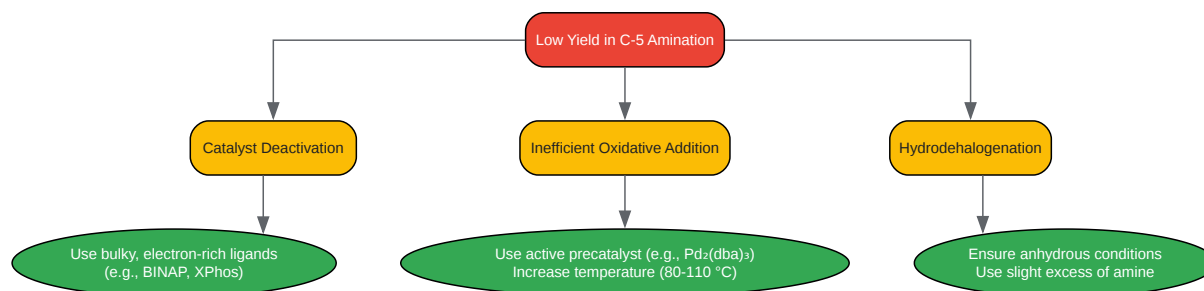 Low Yield in C-5 Amination
Catalyst Deactivation
Inefficient Oxidative Addition
Hydrodehalogenation
Use bulky, electron-rich ligands
(e.g., BINAP, XPhos)
Use active precatalyst (e.g., Pd₂(dba)₃)
Increase temperature (80-110 °C)
Ensure anhydrous conditions
Use slight excess of amine